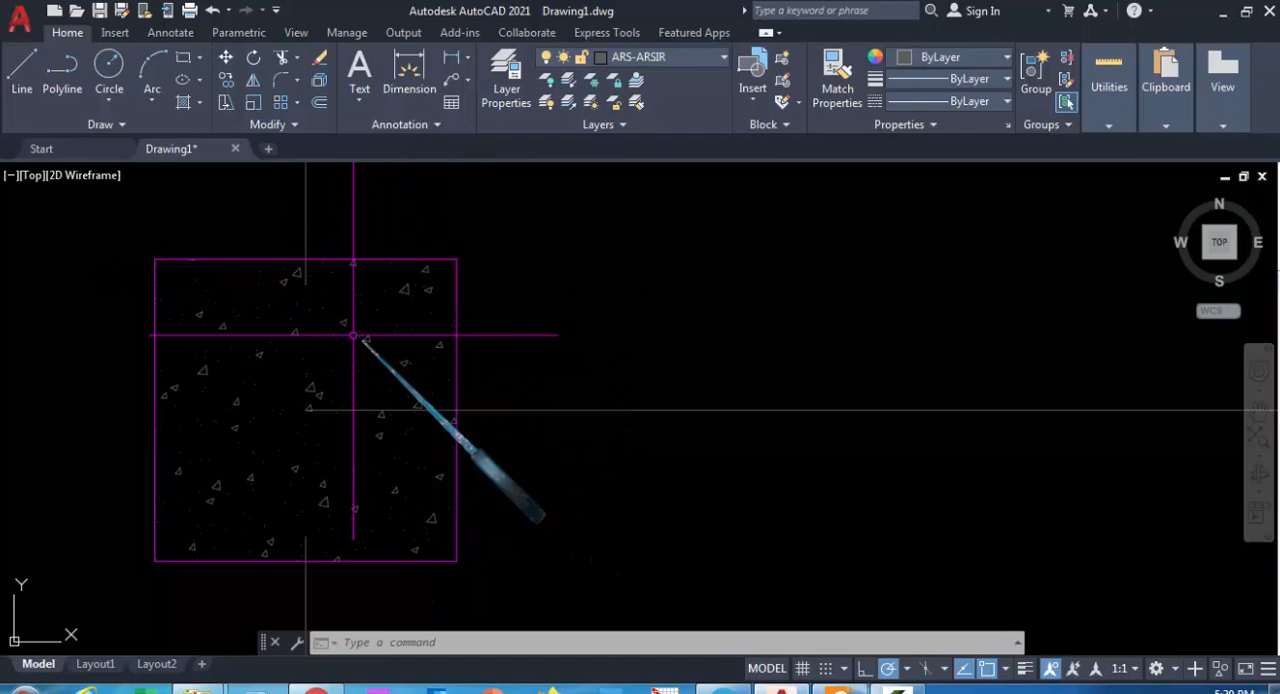 Autodesk AutoCAD 2021 Drawing1.dwg
Type a keyword or phrase
Sign In
Home Insert Annotate Parametric View Manage Output Add-ins Collaborate Express Tools Featured Apps
Line
Polyline
Circle
Arc
Draw
Modify
Text
Dimension
Annotation
Layer
Properties
ARS-ARSIR
Layers
Insert
Block
Match
Properties
ByLayer
ByLayer
ByLayer
Properties
Group
Groups
Utilities
Clipboard
View
Start
Drawing1*
[−][Top][2D Wireframe]
N
W
TOP
E
S
WCS
Y
X
Type a command
Model Layout1 Layout2
MODEL
1:1